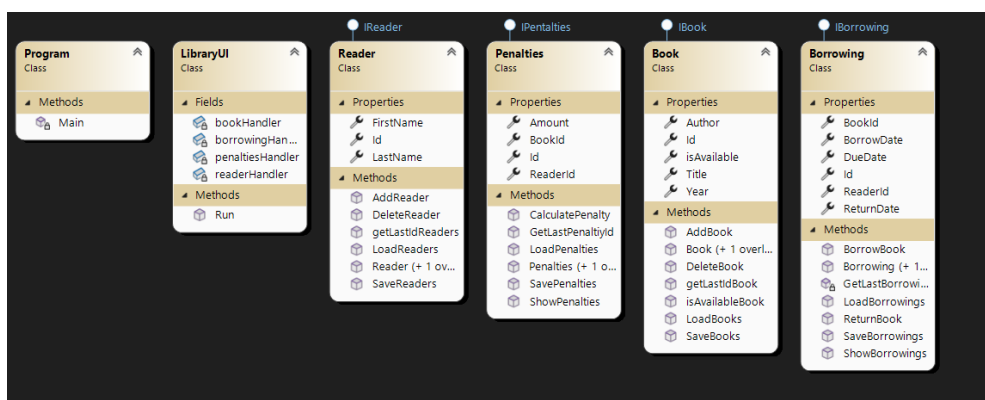 IReader
IPentalties
IBook
IBorrowing
Program
Class
Methods
Main
LibraryUI
Class
Fields
bookHandler
borrowingHan...
penaltiesHandler
readerHandler
Methods
Run
Reader
Class
Properties
FirstName
Id
LastName
Methods
AddReader
DeleteReader
getLastIdReaders
LoadReaders
Reader (+ 1 ov...
SaveReaders
Penalties
Class
Properties
Amount
BookId
Id
ReaderId
Methods
CalculatePenalty
GetLastPenaltiyId
LoadPenalties
Penalties (+ 1 o...
SavePenalties
ShowPenalties
Book
Class
Properties
Author
Id
isAvailable
Title
Year
Methods
AddBook
Book (+ 1 overl...
DeleteBook
getLastIdBook
isAvailableBook
LoadBooks
SaveBooks
Borrowing
Class
Properties
BookId
BorrowDate
DueDate
Id
ReaderId
ReturnDate
Methods
BorrowBook
Borrowing (+ 1...
GetLastBorrowi...
LoadBorrowings
ReturnBook
SaveBorrowings
ShowBorrowings